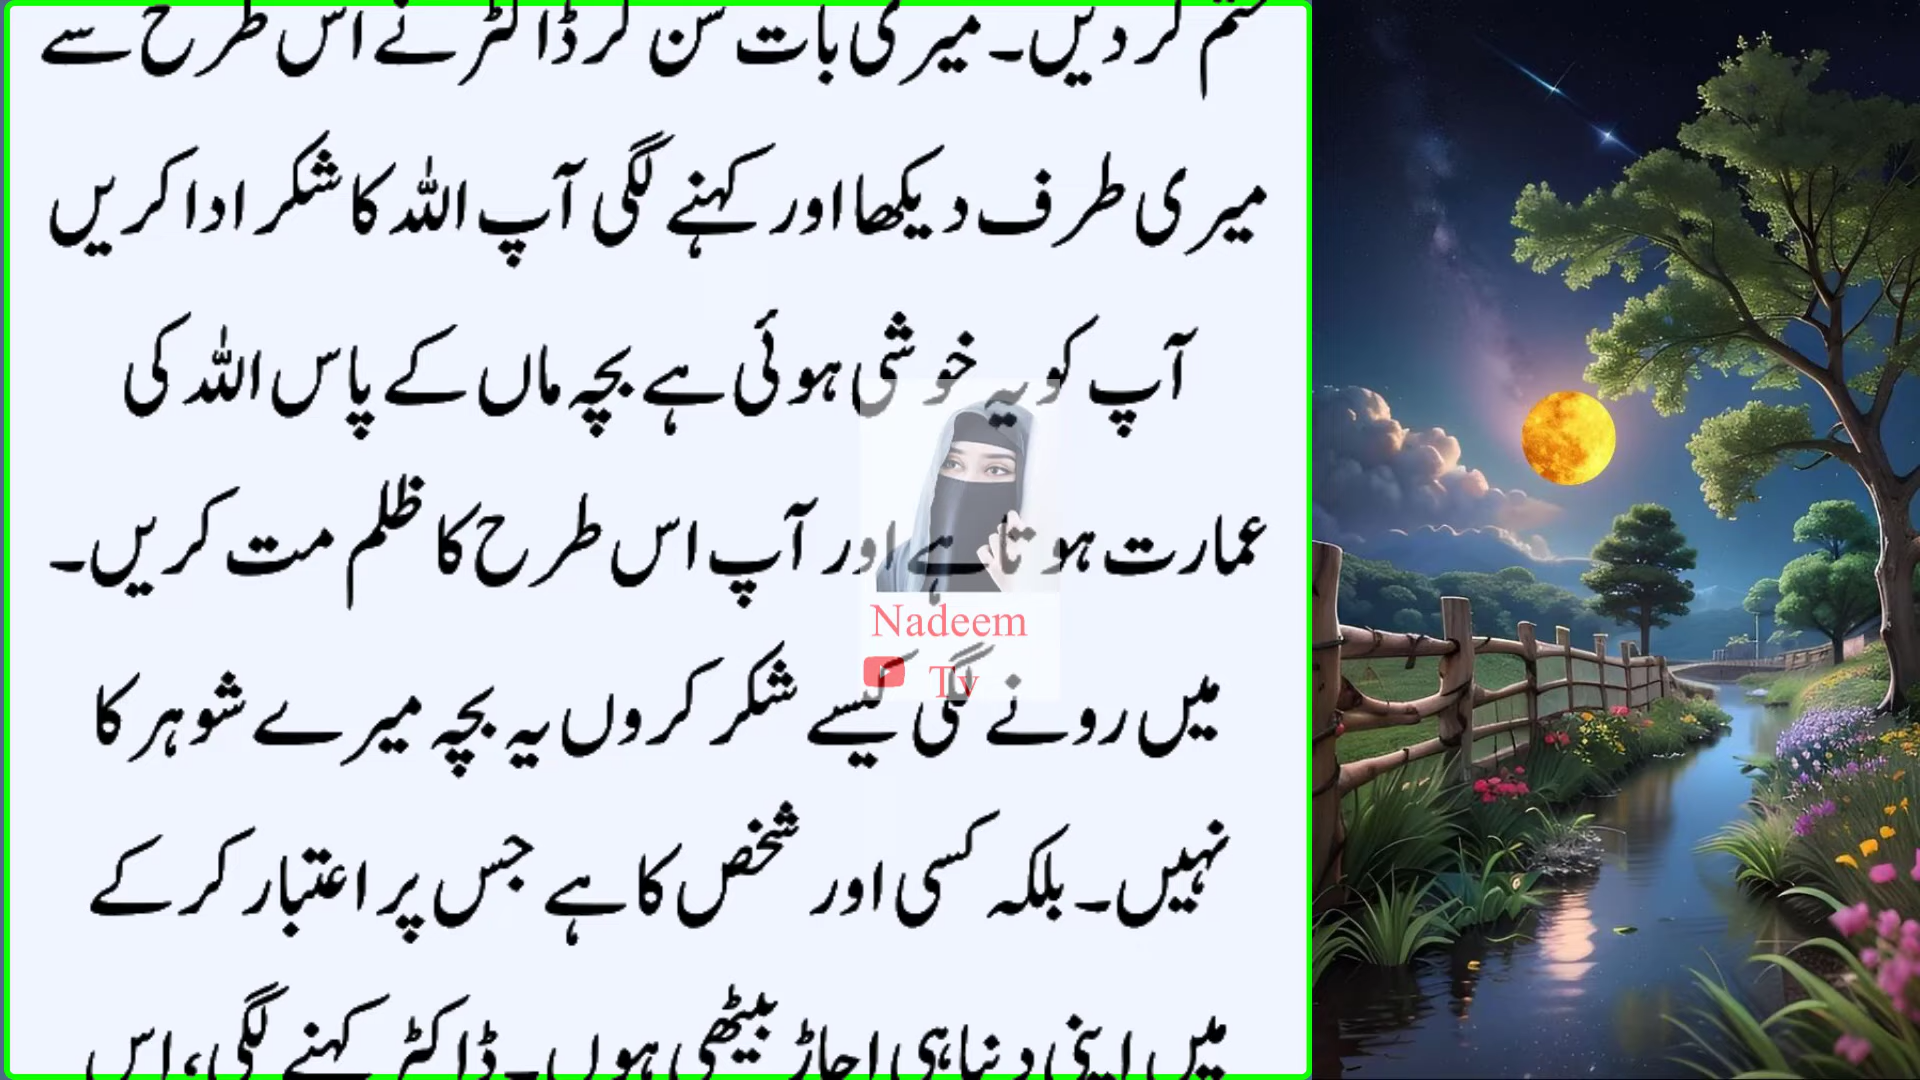 ختم کر دیں۔ میری بات سن کر ڈاکٹر نے اس طرح سے
میری طرف دیکھا اور کہنے لگی آپ اللہ کا شکر ادا کریں
آپ کو یہ خوشی ہوئی ہے بچہ ماں کے پاس اللہ کی
عمارت ہوتا ہے اور آپ اس طرح کا ظلم مت کریں۔
میں رونے لگی کیسے شکر کروں یہ بچہ میرے شوہر کا
نہیں۔ بلکہ کسی اور شخص کا ہے جس پر اعتبار کر کے
میں اپنی دنیا ہی اجاڑ بیٹھی ہوں۔ ڈاکٹر کہنے لگی، اس
Nadeem
Tv